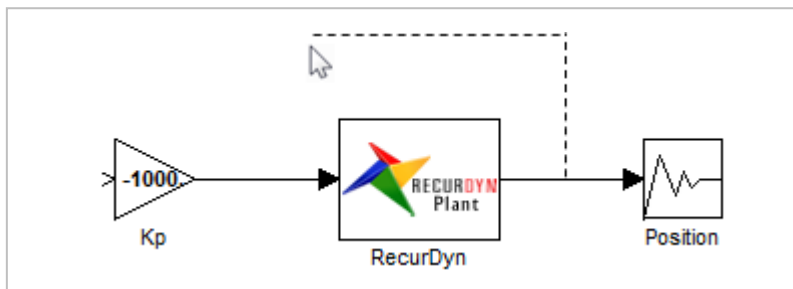 -1000
RECURDYN
Plant
Kp
RecurDyn
Position